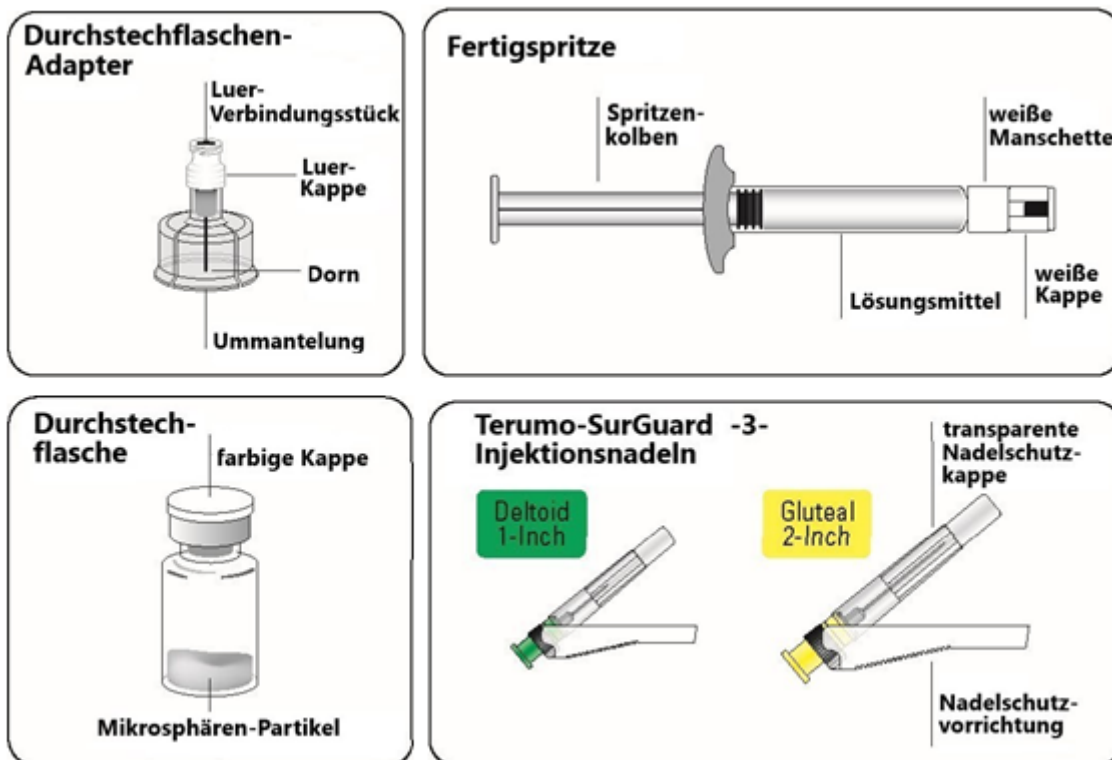 Durchstechflaschen-
Adapter
Luer-
Verbindungsstück
Luer-
Kappe
Dorn
Ummantelung
Fertigspritze
Spritzen-
kolben
weiße
Manschette
Lösungsmittel
weiße
Kappe
Durchstech-
flasche
farbige Kappe
Mikrosphären-Partikel
Terumo-SurGuard -3-
Injektionsnadeln
Deltoid
1-Inch
Gluteal
2-Inch
transparente
Nadelschutz-
kappe
Nadelschutz-
vorrichtung